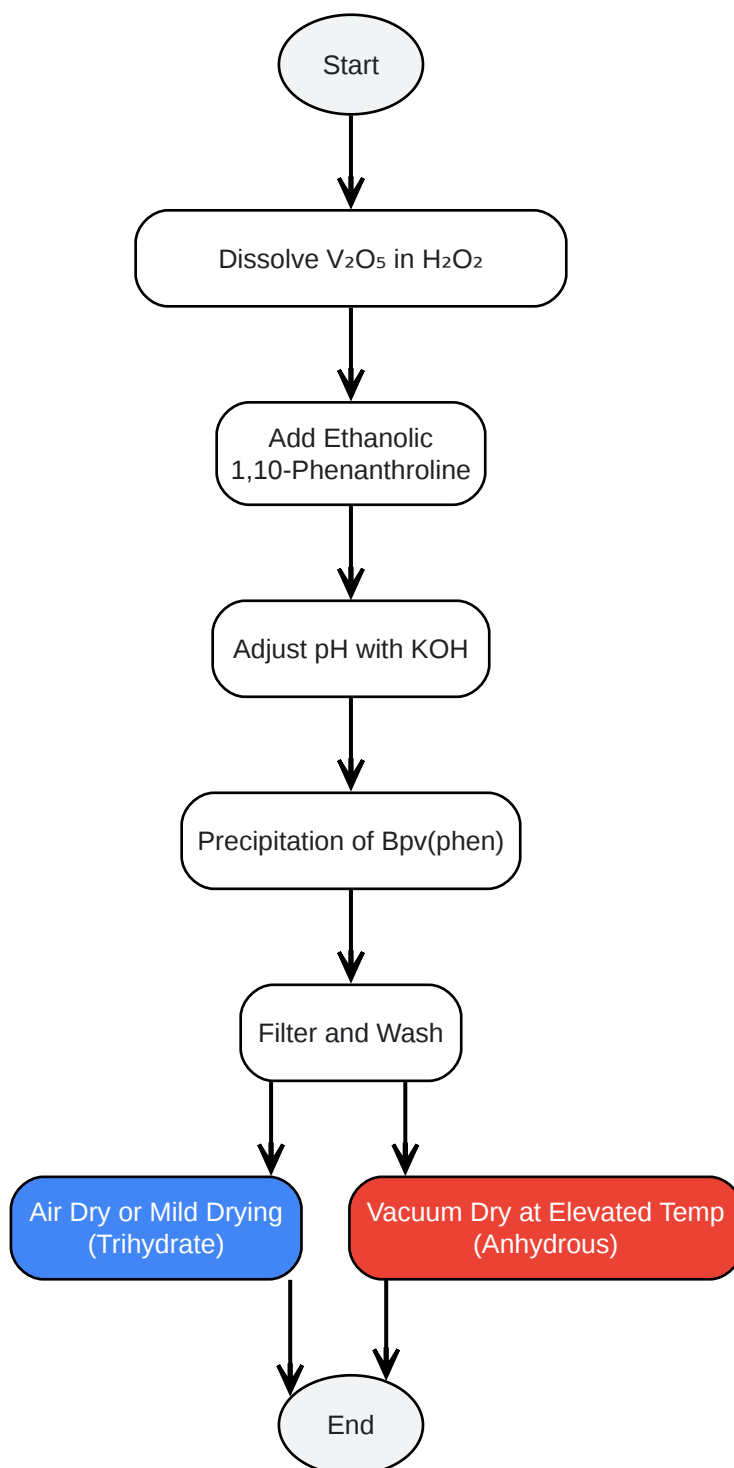 Start
Dissolve V₂O₅ in H₂O₂
Add Ethanolic
1,10-Phenanthroline
Adjust pH with KOH
Precipitation of Bpv(phen)
Filter and Wash
Air Dry or Mild Drying
(Trihydrate)
Vacuum Dry at Elevated Temp
(Anhydrous)
End